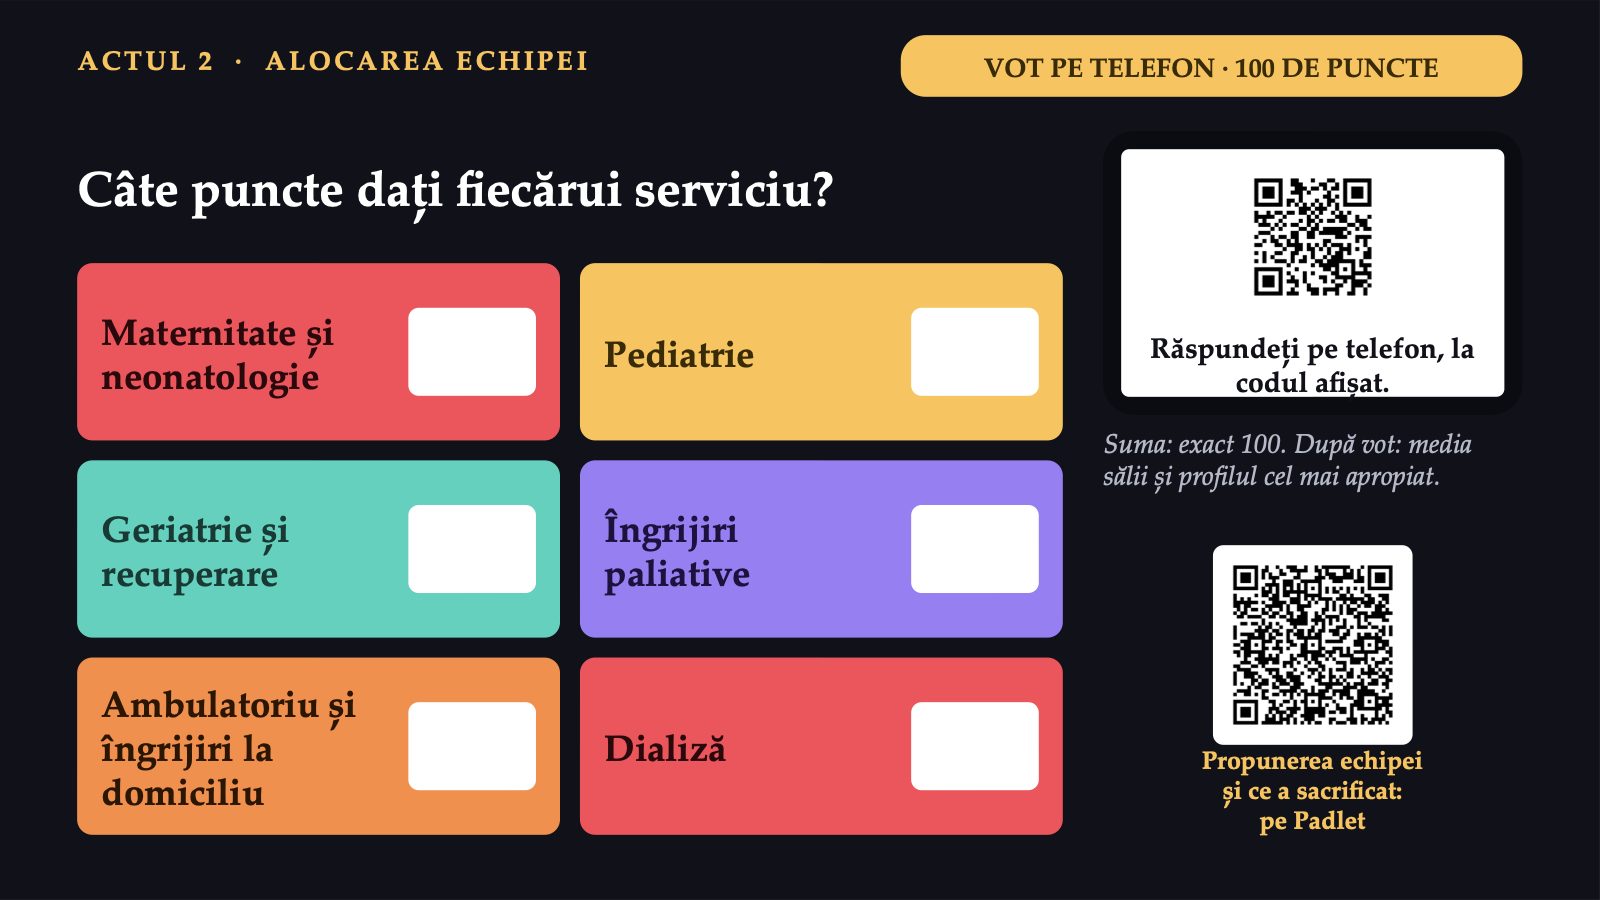 ACTUL 2 · ALOCAREA ECHIPEI
VOT PE TELEFON · 100 DE PUNCTE
Câte puncte dați fiecărui serviciu?
Maternitate și
neonatologie
Pediatrie
Geriatrie și
recuperare
Îngrijiri
paliative
Ambulatoriu și
îngrijiri la
domiciliu
Dializă
Răspundeți pe telefon, la
codul afișat.
Suma: exact 100. După vot: media
sălii și profilul cel mai apropiat.
Propunerea echipei
și ce a sacrificat:
pe Padlet